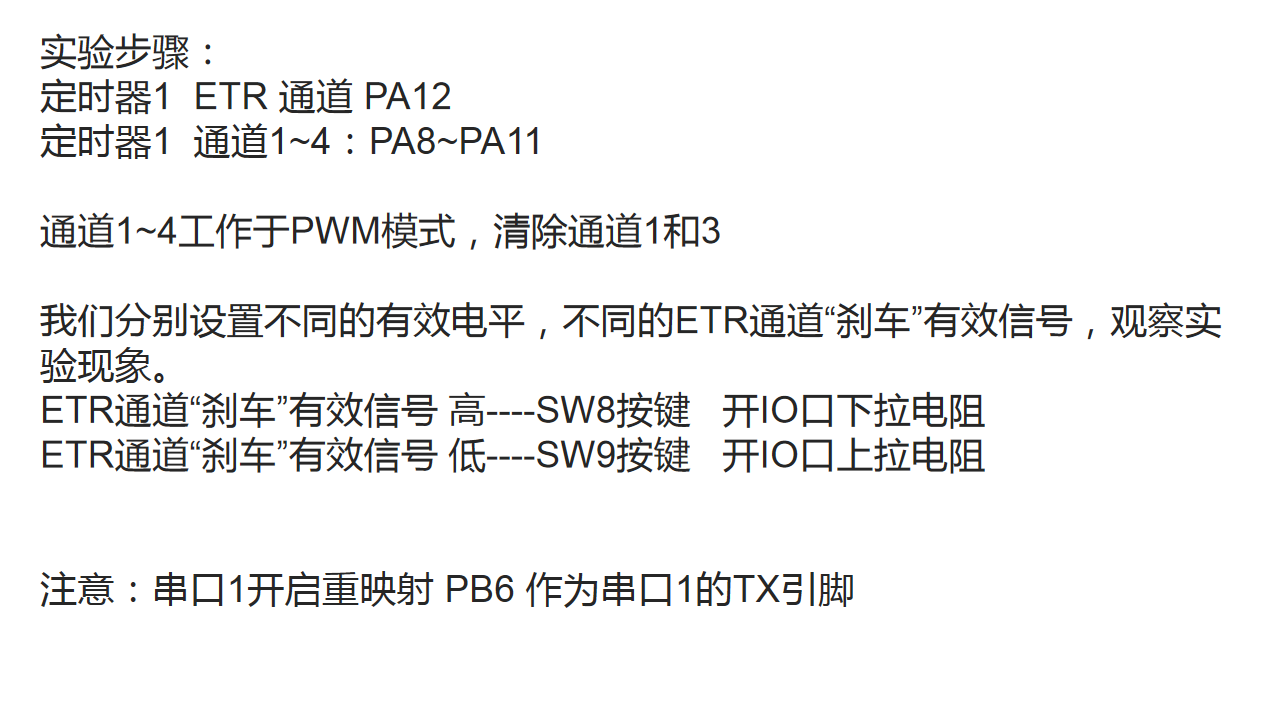 实验步骤：
定时器1  ETR 通道 PA12
定时器1  通道1~4：PA8~PA11
通道1~4工作于PWM模式，清除通道1和3
我们分别设置不同的有效电平，不同的ETR通道“刹车”有效信号，观察实
验现象。
ETR通道“刹车”有效信号 高----SW8按键   开IO口下拉电阻
ETR通道“刹车”有效信号 低----SW9按键   开IO口上拉电阻
注意：串口1开启重映射 PB6 作为串口1的TX引脚